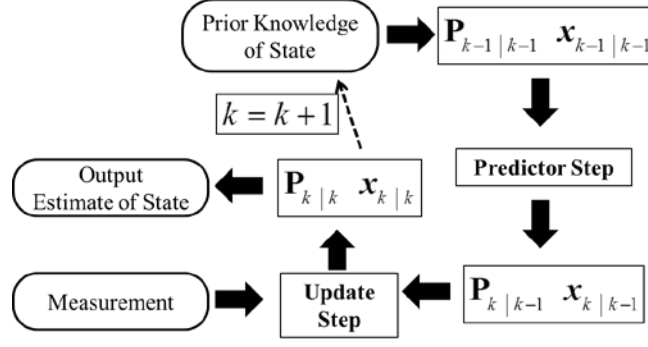 Prior Knowledge
of State
P_{k-1|k-1} x_{k-1|k-1}
k = k + 1
Predictor Step
Output
Estimate of State
P_{k|k} x_{k|k}
Measurement
Update
Step
P_{k|k-1} x_{k|k-1}